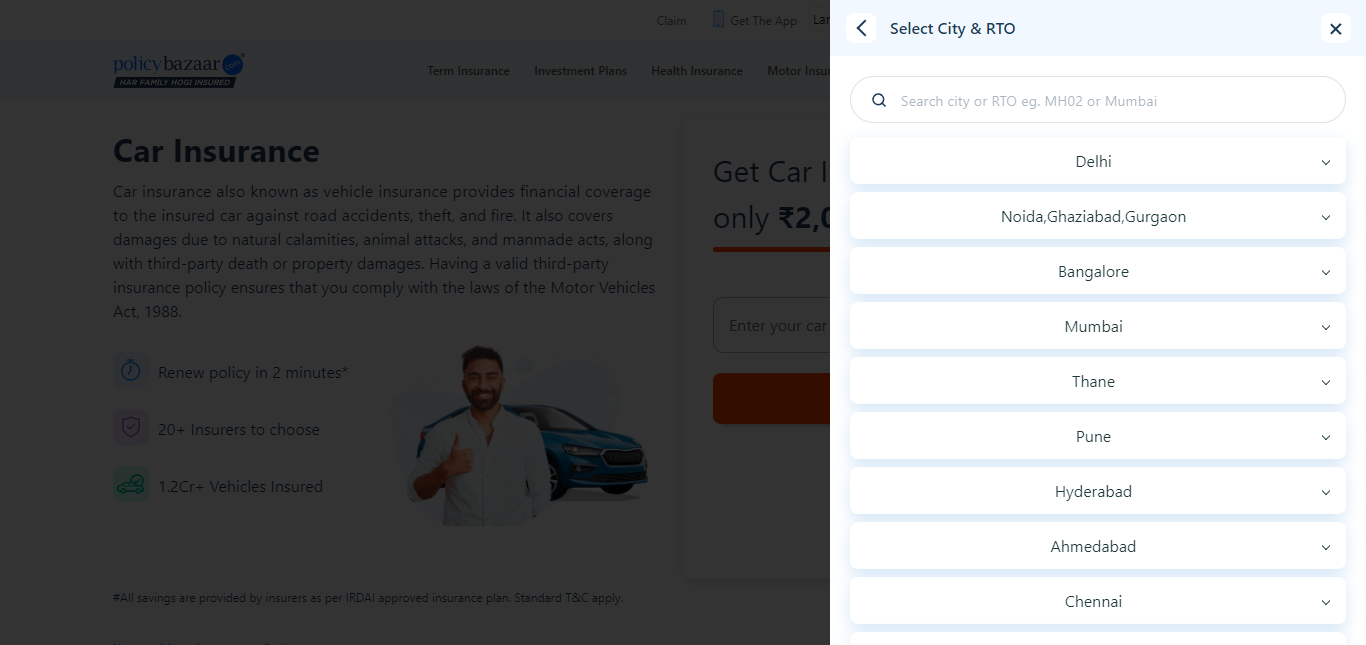 Claim
Get The App
Lan
policybazaar.com
HAR FAMILY HOGI INSURED
Term Insurance
Investment Plans
Health Insurance
Motor Insur
Car Insurance
Car insurance also known as vehicle insurance provides financial coverage
to the insured car against road accidents, theft, and fire. It also covers
damages due to natural calamities, animal attacks, and manmade acts, along
with third-party death or property damages. Having a valid third-party
insurance policy ensures that you comply with the laws of the Motor Vehicles
Act, 1988.
Renew policy in 2 minutes*
20+ Insurers to choose
1.2Cr+ Vehicles Insured
#All savings are provided by insurers as per IRDAI approved insurance plan. Standard T&C apply.
Get Car I
only ₹2,0
Enter your car
Select City & RTO
Search city or RTO eg. MH02 or Mumbai
Delhi
Noida,Ghaziabad,Gurgaon
Bangalore
Mumbai
Thane
Pune
Hyderabad
Ahmedabad
Chennai